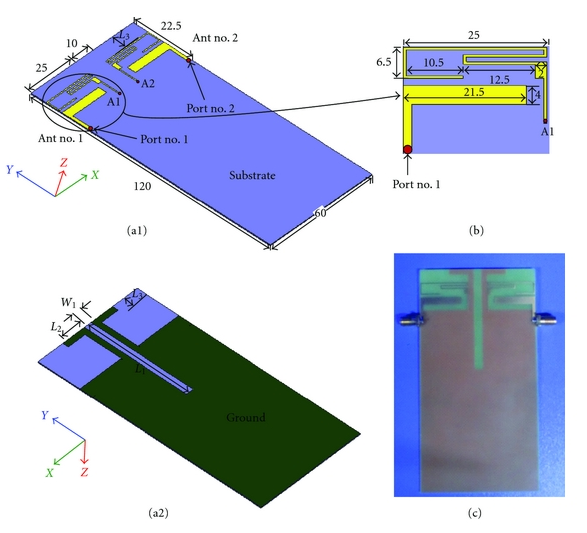 22.5
L3
Ant no. 2
10
25
A2
A1
Port no. 2
Ant no. 1
Port no. 1
Y
Z
X
120
Substrate
60
(a1)
25
6.5
10.5
2
12.5
21.5
4
A1
Port no. 1
(b)
W1
L3
L2
L1
Ground
Y
X
Z
(a2)
(c)